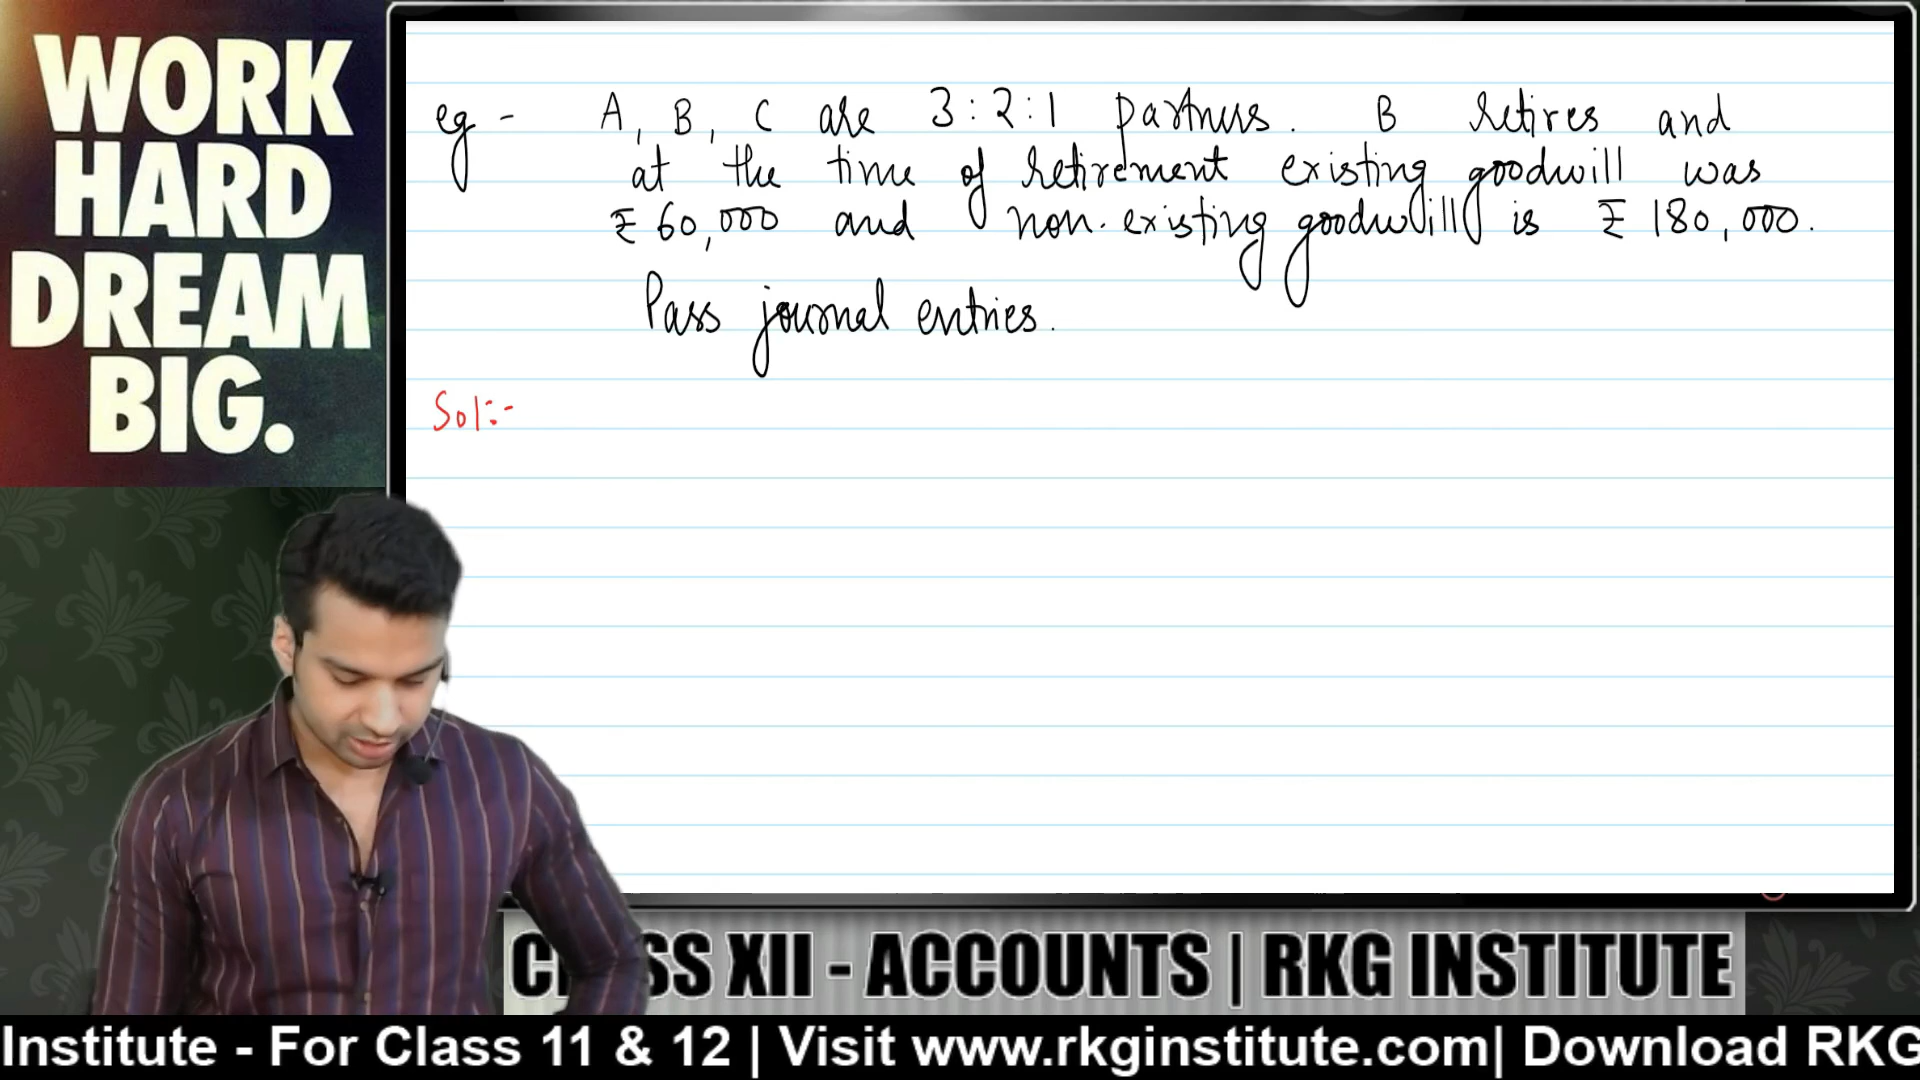 WORK
HARD
DREAM
BIG.
eg - A, B, C are 3:2:1 partners. B retires and
at the time of retirement existing goodwill was
₹ 60,000 and non-existing goodwill is ₹ 180,000.
Pass journal entries.
Sol:-
CLASS XII - ACCOUNTS | RKG INSTITUTE
Institute - For Class 11 & 12 | Visit www.rkginstitute.com| Download RKG